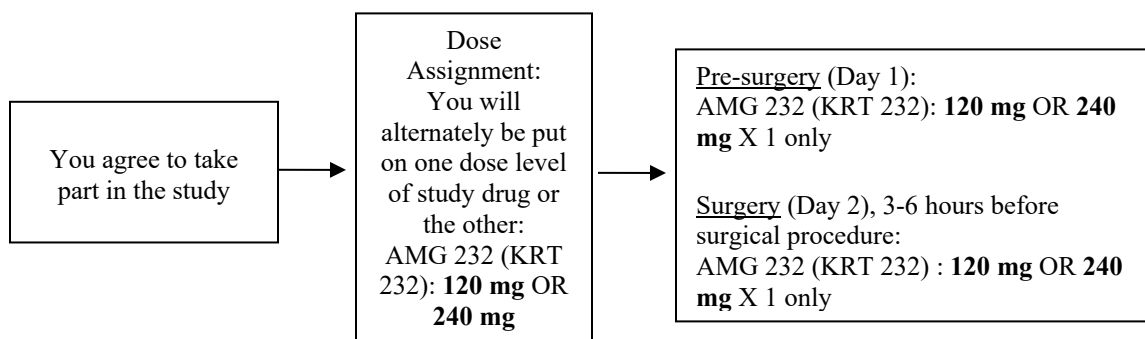 You agree to take
part in the study
Dose
Assignment:
You will
alternately be put
on one dose level
of study drug or
the other:
AMG 232 (KRT
232): 120 mg OR
240 mg
Pre-surgery (Day 1):
AMG 232 (KRT 232): 120 mg OR 240
mg X 1 only
Surgery (Day 2), 3-6 hours before
surgical procedure:
AMG 232 (KRT 232) : 120 mg OR 240
mg X 1 only